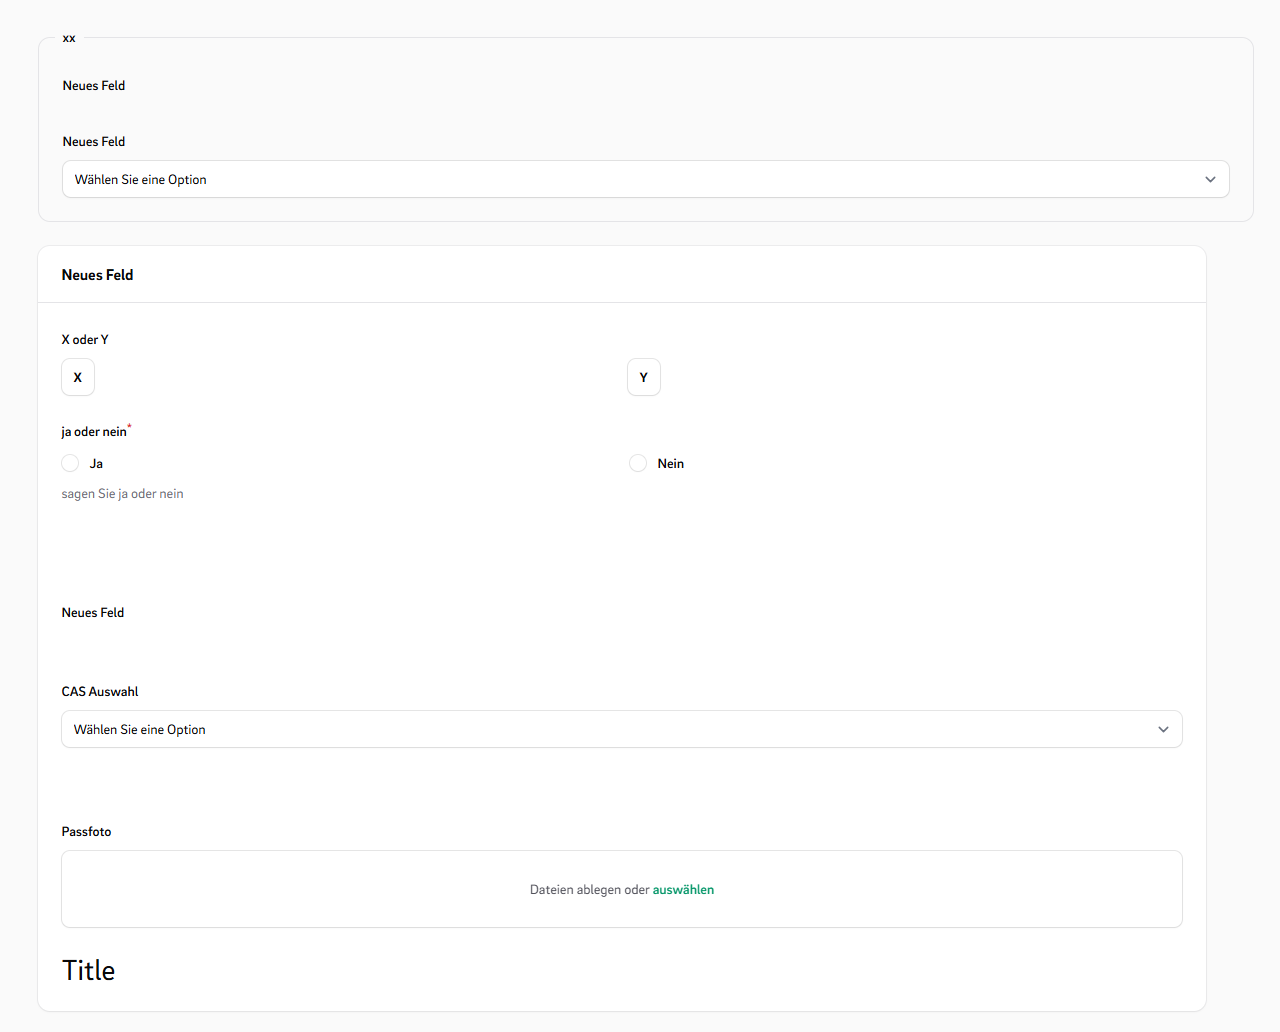 xx
Neues Feld
Neues Feld
Wählen Sie eine Option
Neues Feld
X oder Y
X Y
ja oder nein*
Ja Nein
sagen Sie ja oder nein
Neues Feld
CAS Auswahl
Wählen Sie eine Option
Passfoto
Dateien ablegen oder auswählen
Title